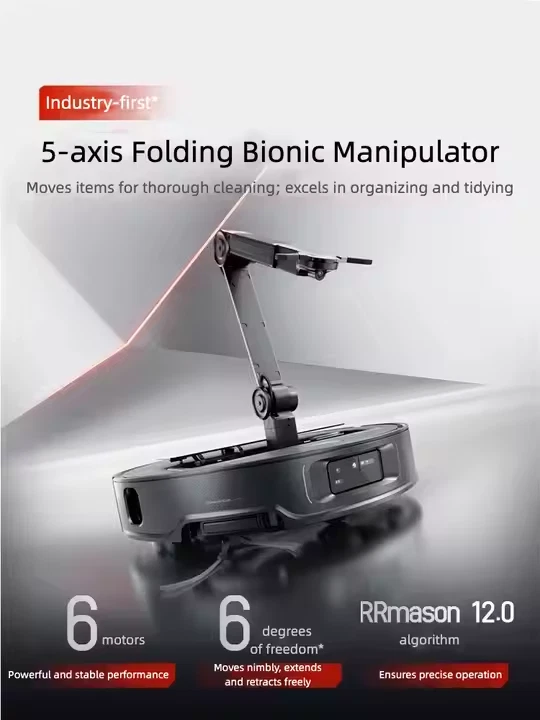 Industry-first*
5-axis Folding Bionic Manipulator
Moves items for thorough cleaning; excels in organizing and tidying
6 motors
6 degrees
of freedom*
RRmason 12.0
algorithm
Powerful and stable performance
Moves nimbly, extends
and retracts freely
Ensures precise operation